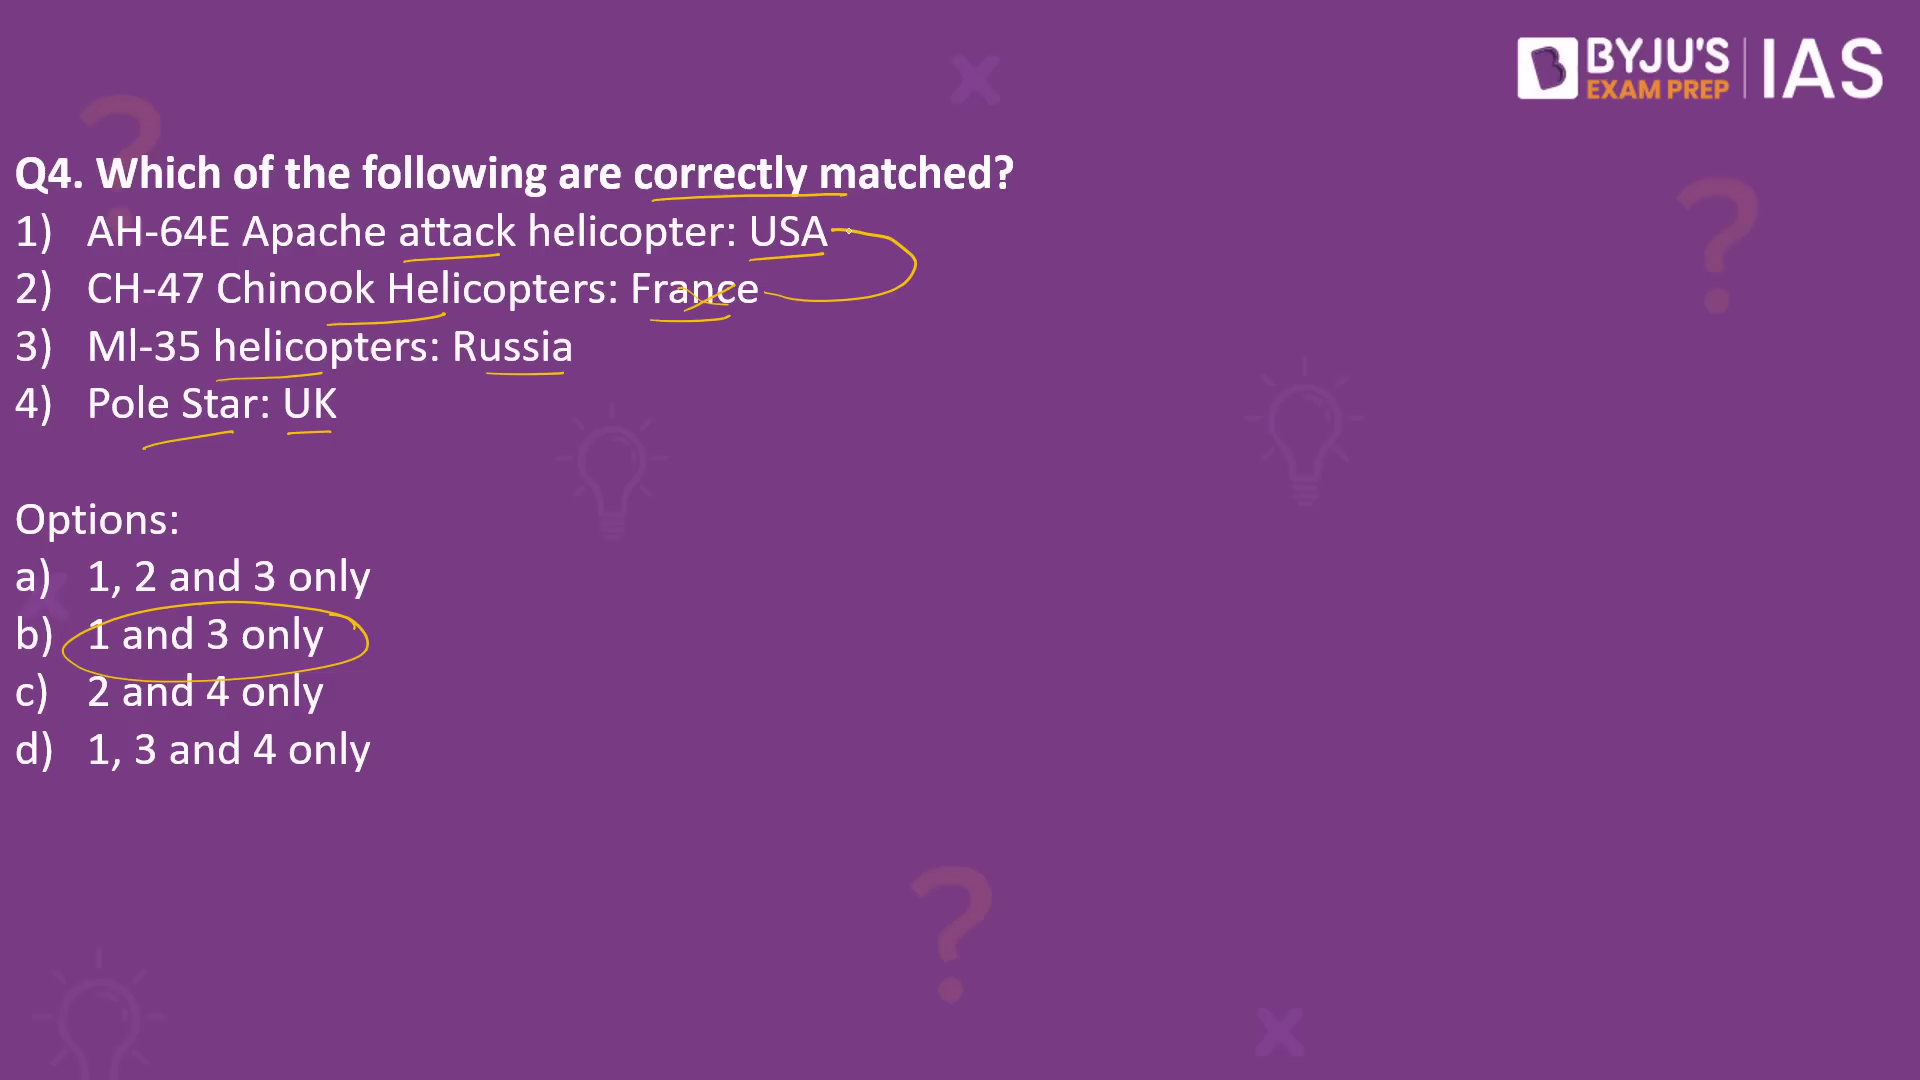 BYJU'S
EXAM PREP
IAS
Q4. Which of the following are correctly matched?
1) AH-64E Apache attack helicopter: USA
2) CH-47 Chinook Helicopters: France
3) Ml-35 helicopters: Russia
4) Pole Star: UK
Options:
a) 1, 2 and 3 only
b) 1 and 3 only
c) 2 and 4 only
d) 1, 3 and 4 only